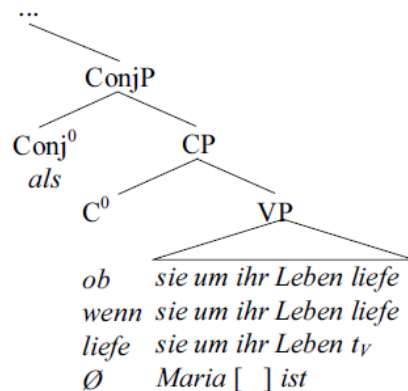 ...
ConjP
Conj⁰ CP
als
C⁰ VP
ob sie um ihr Leben liefe
wenn sie um ihr Leben liefe
liefe sie um ihr Leben t_V
Ø Maria [ ] ist